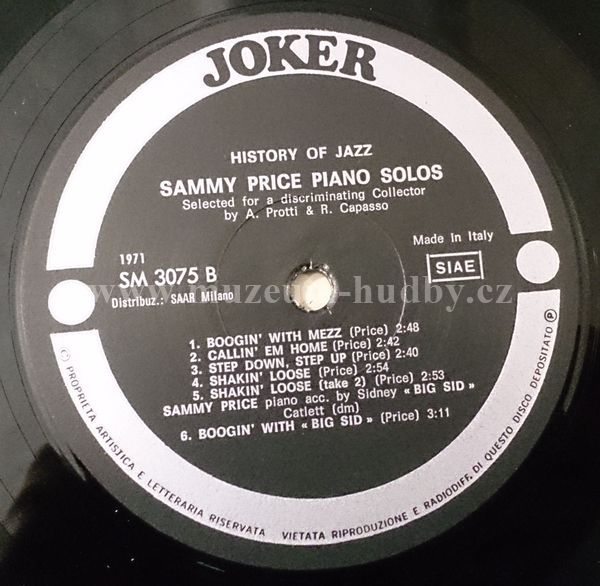 JOKER
HISTORY OF JAZZ
SAMMY PRICE PIANO SOLOS
Selected for a discriminating Collector
by A. Protti & R. Capasso
1971
SM 3075 B
Distribuz.: SAAR Milano
Made in Italy
SIAE
www.muzeum-hudby.cz
1. BOOGIN' WITH MEZZ (Price) 2:48
2. CALLIN' EM HOME (Price) 2:42
3. STEP DOWN, STEP UP (Price) 2:40
4. SHAKIN' LOOSE (Price) 2:54
5. SHAKIN' LOOSE (take 2) (Price) 2:53
SAMMY PRICE piano acc. by Sidney « BIG SID »
Catlett (dm)
6. BOOGIN' WITH « BIG SID » (Price) 3:11
© PROPRIETA ARTISTICA E LETTERARIA RISERVATA VIETATA RIPRODUZIONE E RADIODIFF. DI QUESTO DISCO DEPOSITATO ℗